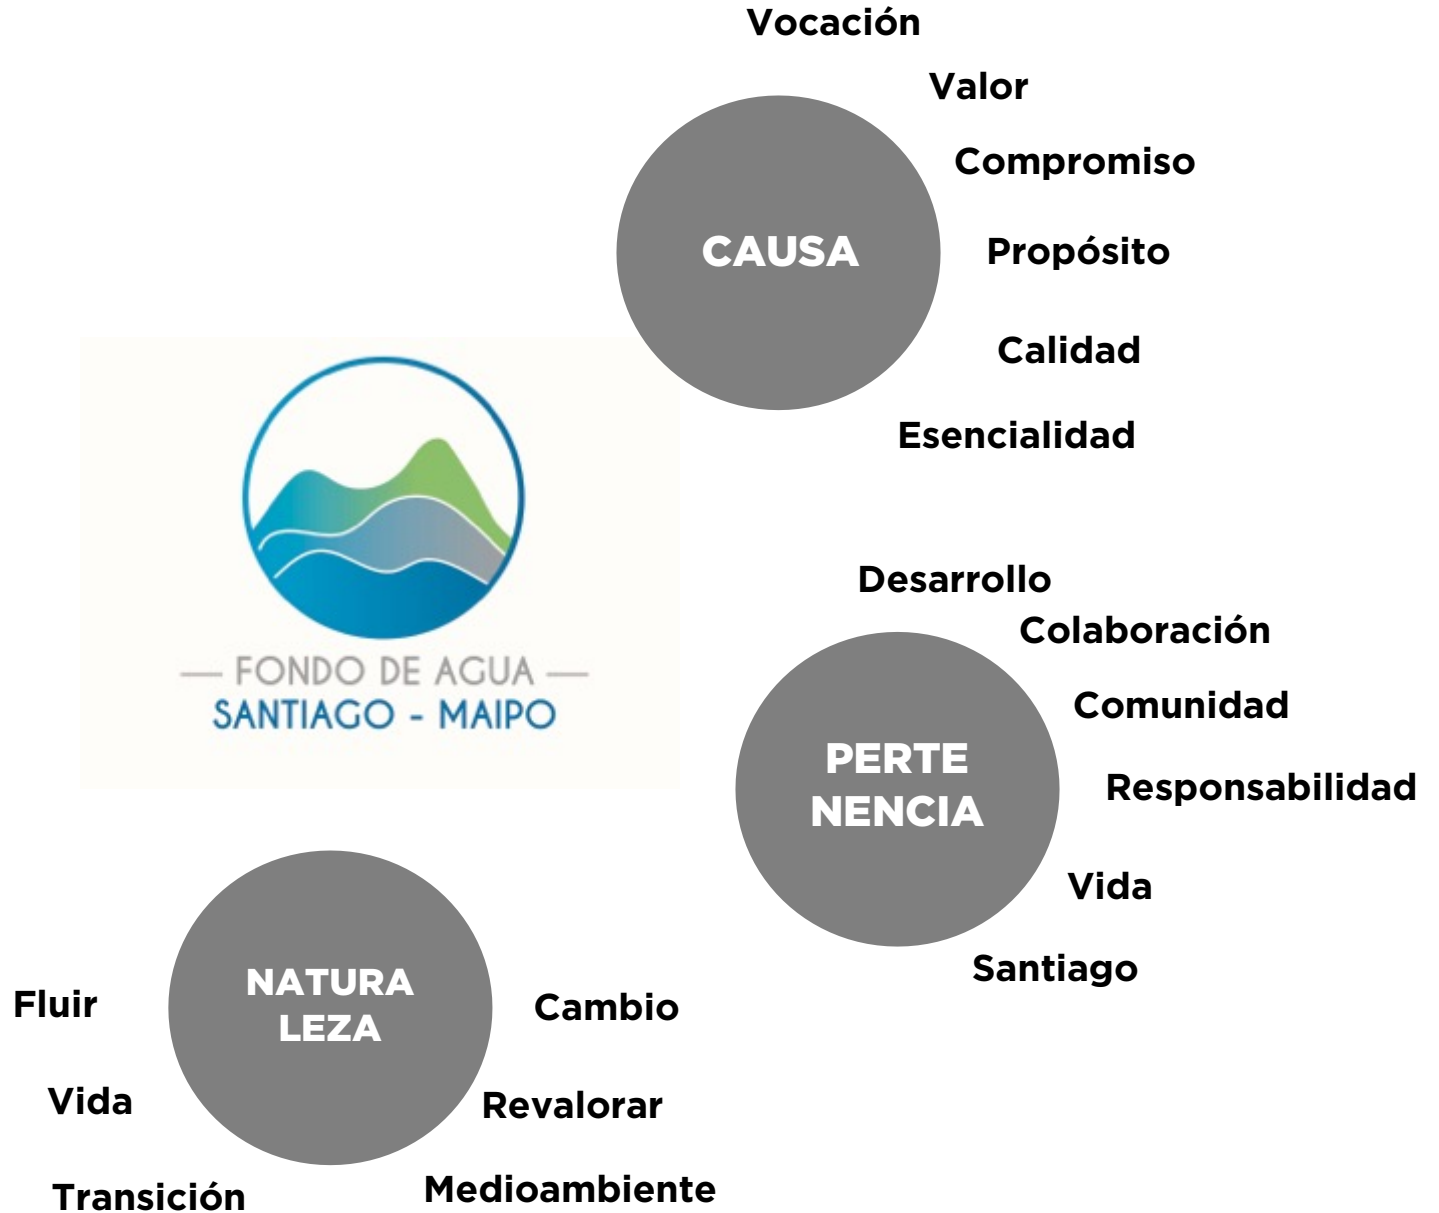 Vocación
Valor
Compromiso
CAUSA
Propósito
Calidad
Esencialidad
— FONDO DE AGUA —
SANTIAGO - MAIPO
Desarrollo
Colaboración
Comunidad
PERTE
NENCIA
Responsabilidad
Vida
Santiago
NATURA
LEZA
Fluir
Vida
Transición
Cambio
Revalorar
Medioambiente